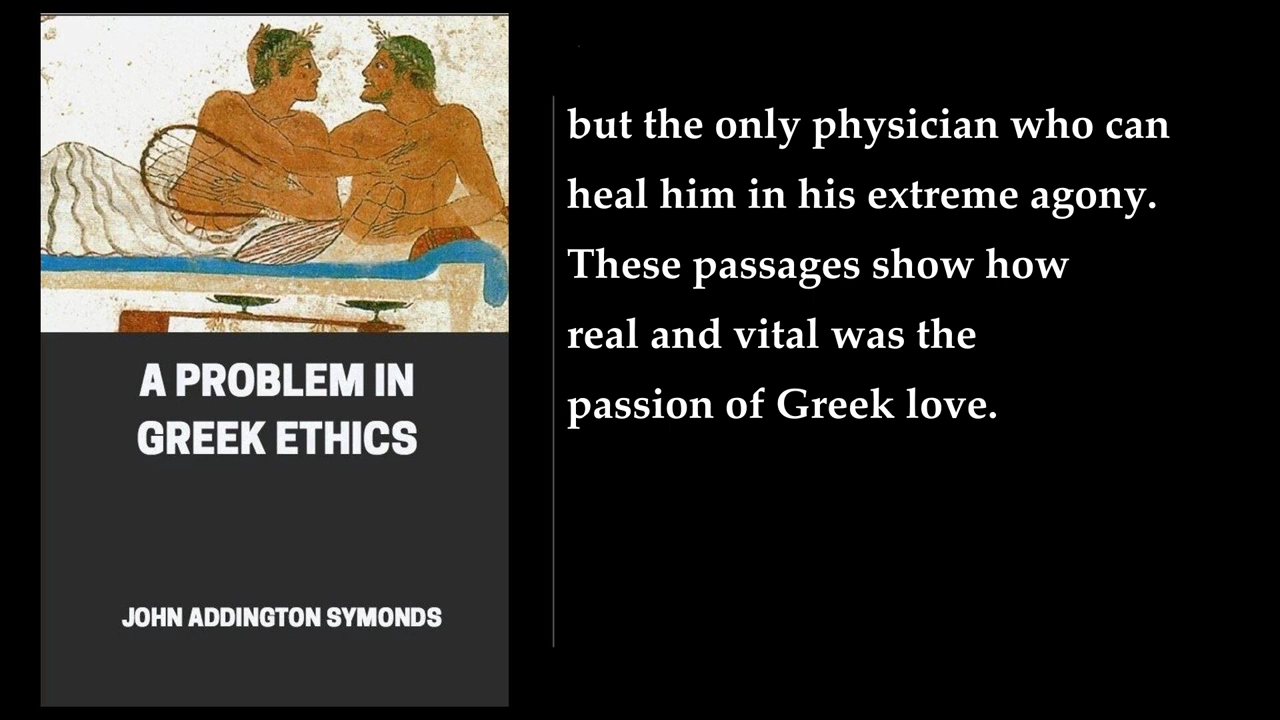 A PROBLEM IN
GREEK ETHICS
JOHN ADDINGTON SYMONDS
but the only physician who can
heal him in his extreme agony.
These passages show how
real and vital was the
passion of Greek love.